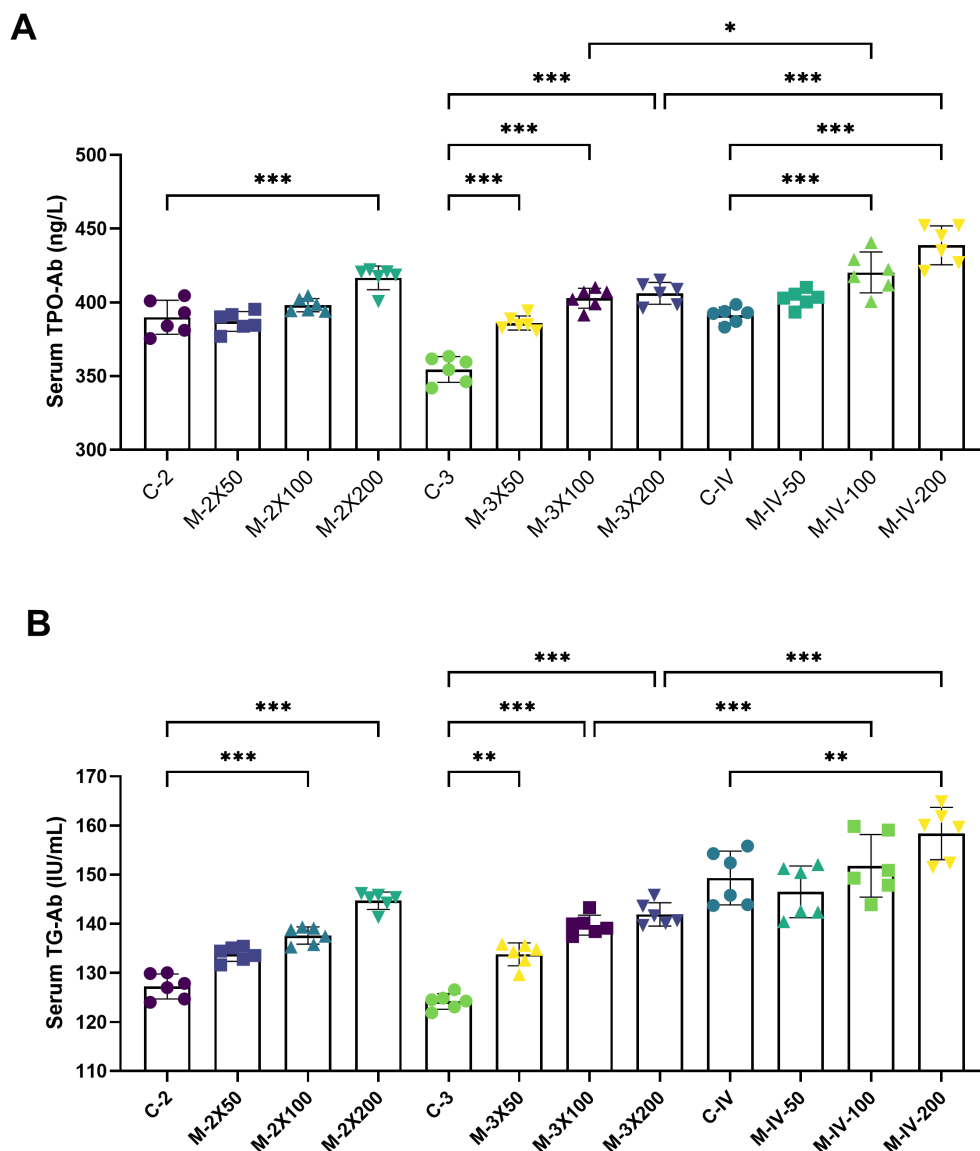 A
*
*** ***
*** ***
*** *** ***
500
450
400
350
300
Serum TPO-Ab (ng/L)
C-2 M-2X50 M-2X100 M-2X200 C-3 M-3X50 M-3X100 M-3X200 C-IV M-IV-50 M-IV-100 M-IV-200
B
*** ***
*** *** ***
*** ** **
170
160
150
140
130
120
110
Serum TG-Ab (IU/mL)
C-2 M-2X50 M-2X100 M-2X200 C-3 M-3X50 M-3X100 M-3X200 C-IV M-IV-50 M-IV-100 M-IV-200